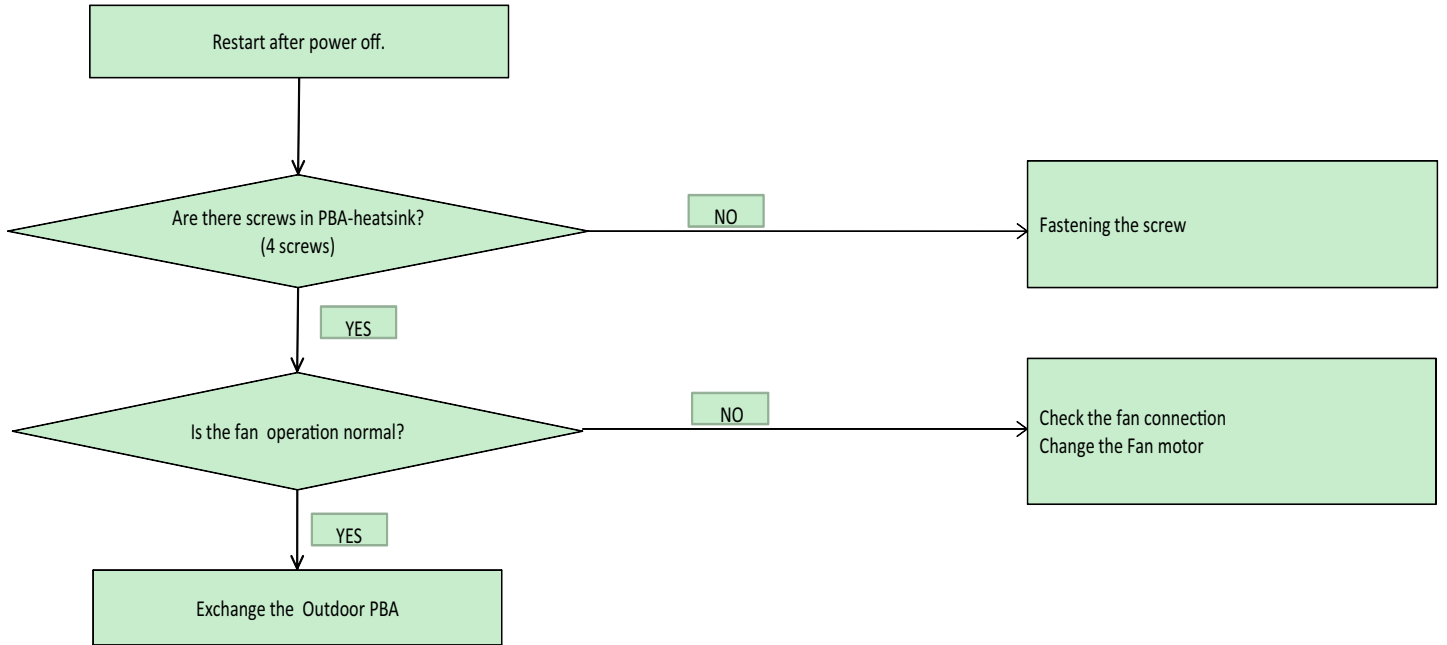 Restart after power off.
Are there screws in PBA-heatsink?
(4 screws)
NO
Fastening the screw
YES
Is the fan operation normal?
NO
Check the fan connection
Change the Fan motor
YES
Exchange the Outdoor PBA